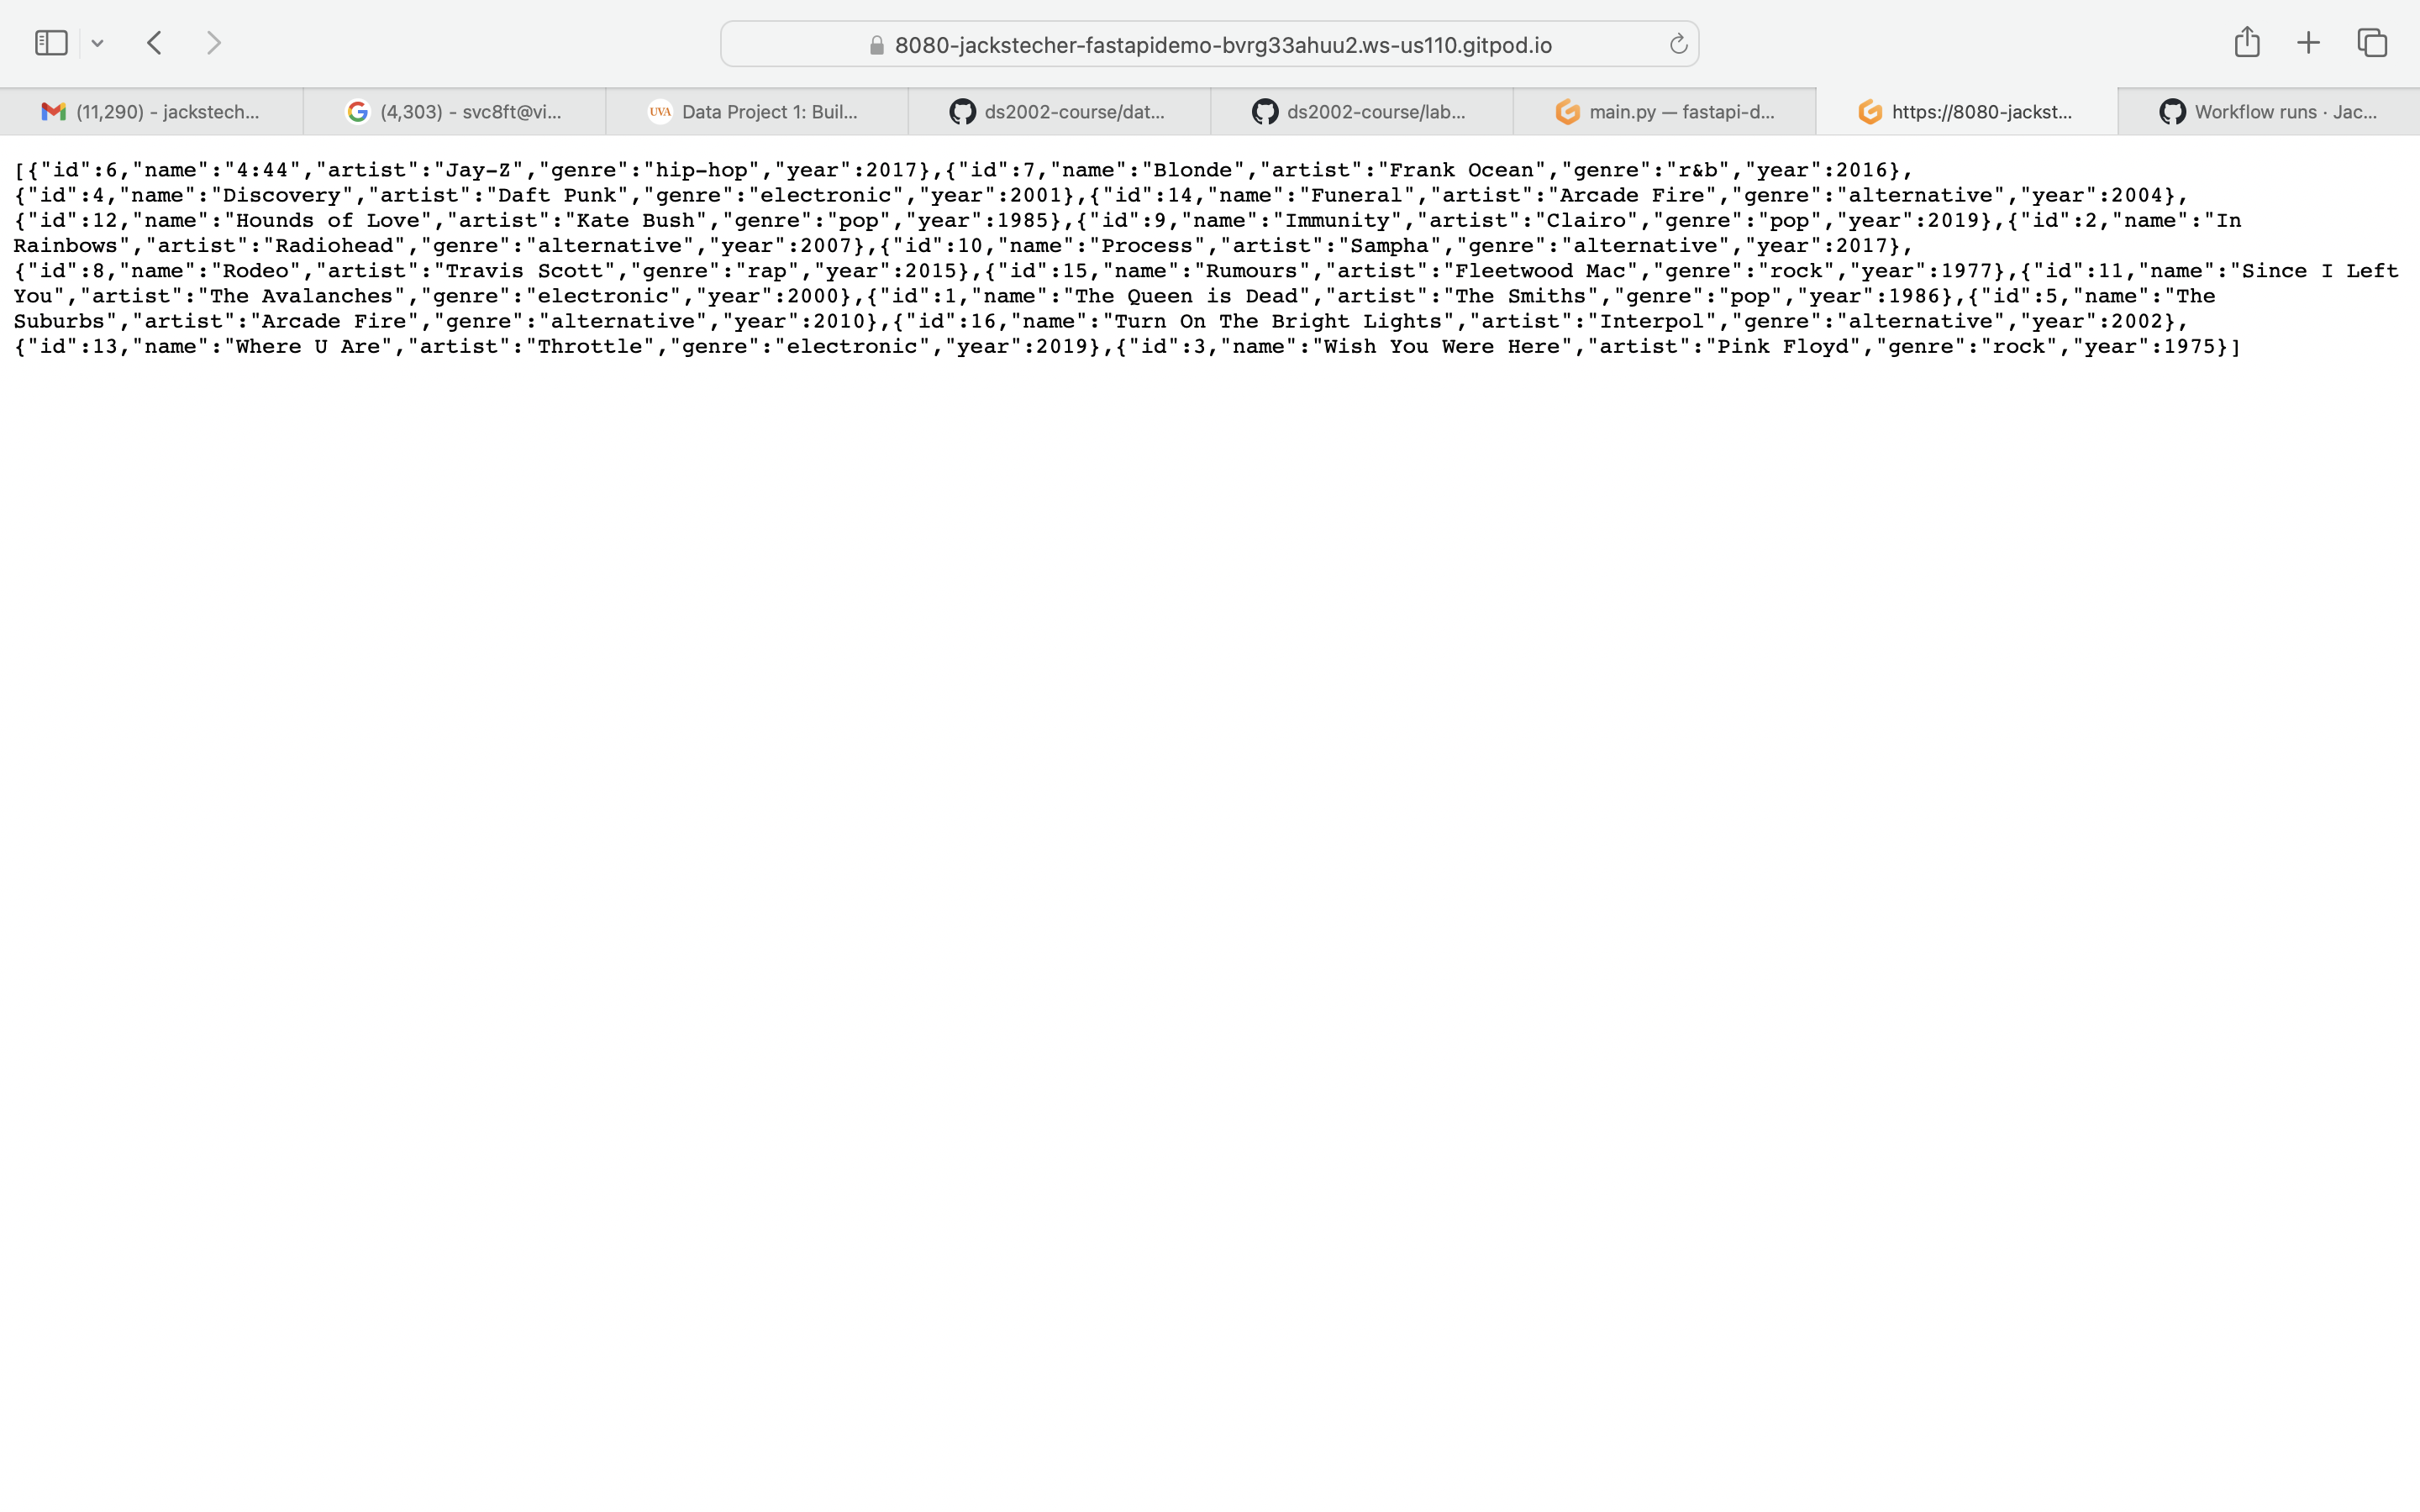 8080-jackstecher-fastapidemo-bvrg33ahuu2.ws-us110.gitpod.io
(11,290) - jackstech...
(4,303) - svc8ft@vi...
UVA Data Project 1: Buil...
ds2002-course/dat...
ds2002-course/lab...
main.py — fastapi-d...
https://8080-jackst...
Workflow runs · Jac...
[{"id":6,"name":"4:44","artist":"Jay-Z","genre":"hip-hop","year":2017},{"id":7,"name":"Blonde","artist":"Frank Ocean","genre":"r&b","year":2016},
{"id":4,"name":"Discovery","artist":"Daft Punk","genre":"electronic","year":2001},{"id":14,"name":"Funeral","artist":"Arcade Fire","genre":"alternative","year":2004},
{"id":12,"name":"Hounds of Love","artist":"Kate Bush","genre":"pop","year":1985},{"id":9,"name":"Immunity","artist":"Clairo","genre":"pop","year":2019},{"id":2,"name":"In
Rainbows","artist":"Radiohead","genre":"alternative","year":2007},{"id":10,"name":"Process","artist":"Sampha","genre":"alternative","year":2017},
{"id":8,"name":"Rodeo","artist":"Travis Scott","genre":"rap","year":2015},{"id":15,"name":"Rumours","artist":"Fleetwood Mac","genre":"rock","year":1977},{"id":11,"name":"Since I Left
You","artist":"The Avalanches","genre":"electronic","year":2000},{"id":1,"name":"The Queen is Dead","artist":"The Smiths","genre":"pop","year":1986},{"id":5,"name":"The
Suburbs","artist":"Arcade Fire","genre":"alternative","year":2010},{"id":16,"name":"Turn On The Bright Lights","artist":"Interpol","genre":"alternative","year":2002},
{"id":13,"name":"Where U Are","artist":"Throttle","genre":"electronic","year":2019},{"id":3,"name":"Wish You Were Here","artist":"Pink Floyd","genre":"rock","year":1975}]